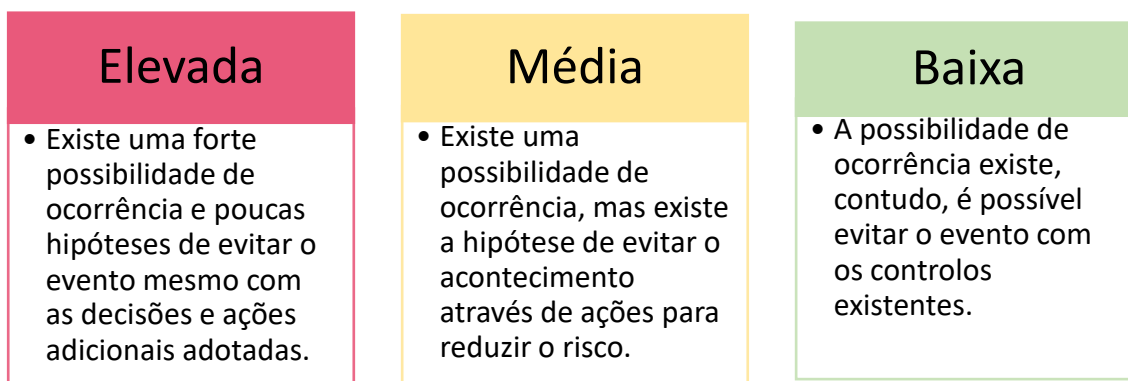 Elevada
• Existe uma forte
possibilidade de
ocorrência e poucas
hipóteses de evitar o
evento mesmo com
as decisões e ações
adicionais adotadas.
Média
• Existe uma
possibilidade de
ocorrência, mas existe
a hipótese de evitar o
acontecimento
através de ações para
reduzir o risco.
Baixa
• A possibilidade de
ocorrência existe,
contudo, é possível
evitar o evento com
os controlos
existentes.